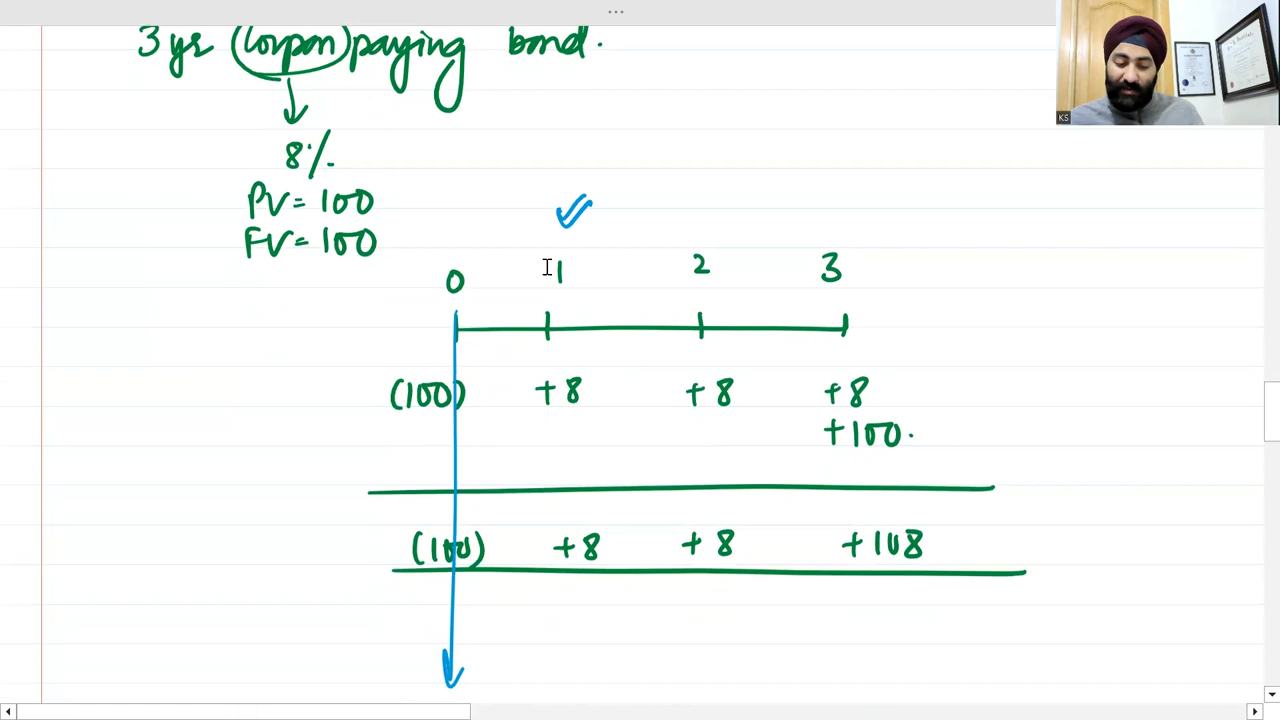 3 yr Coupon paying bond.
8%
PV = 100
FV = 100
0 1 2 3
(100) +8 +8 +8
+100.
(100) +8 +8 +108
KS